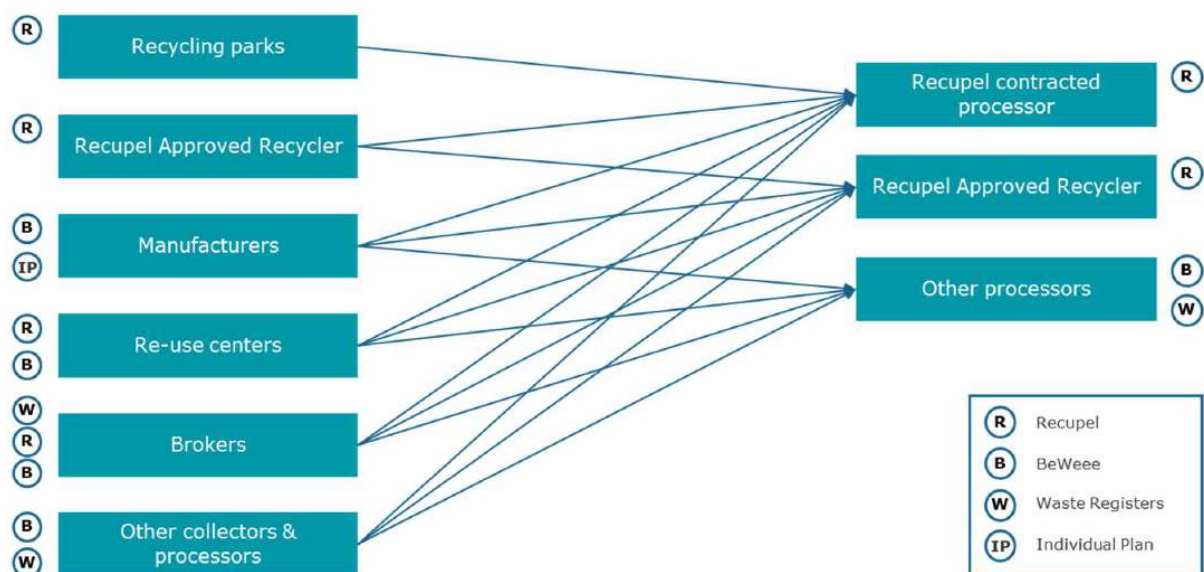 R
Recycling parks
R
Recupel Approved Recycler
B
IP
Manufacturers
R
B
Re-use centers
W
R
B
Brokers
B
W
Other collectors &
processors
Recupel contracted
processor
R
Recupel Approved Recycler
R
Other processors
B
W
R Recupel
B BeWeee
W Waste Registers
IP Individual Plan